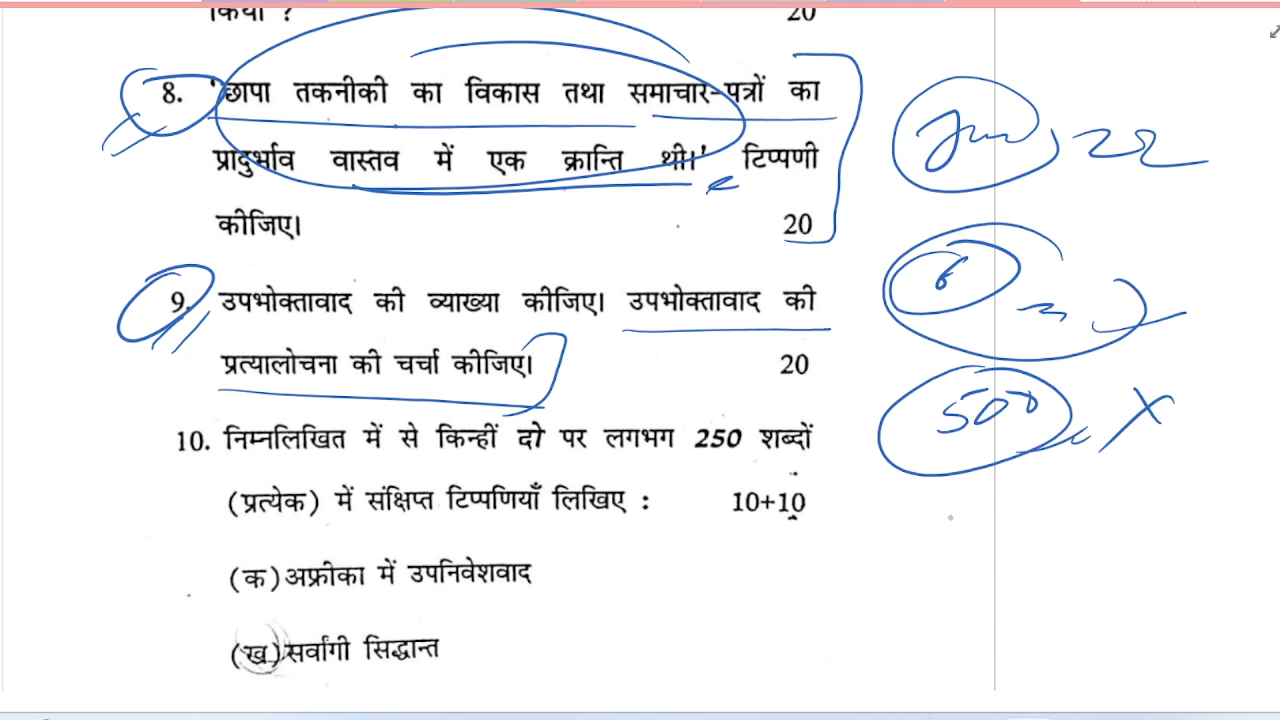 किया ? 20
8. 'छापा तकनीकी का विकास तथा समाचार-पत्रों का
प्रादुर्भाव वास्तव में एक क्रान्ति थी।' टिप्पणी
कीजिए। 20
9. उपभोक्तावाद की व्याख्या कीजिए। उपभोक्तावाद की
प्रत्यालोचना की चर्चा कीजिए। 20
10. निम्नलिखित में से किन्हीं दो पर लगभग 250 शब्दों
(प्रत्येक) में संक्षिप्त टिप्पणियाँ लिखिए : 10+10
(क) अफ्रीका में उपनिवेशवाद
(ख) सर्वांगी सिद्धान्त
22
6
500 X